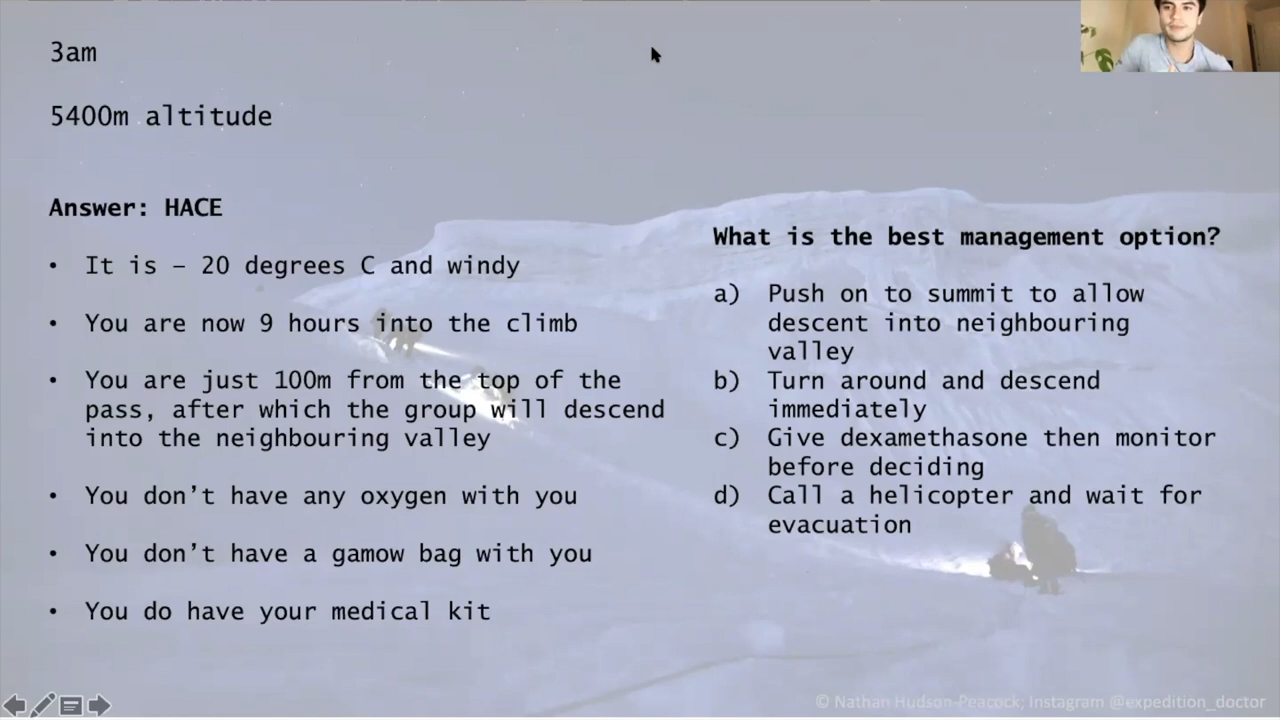 3am
5400m altitude
Answer: HACE
• It is – 20 degrees C and windy
• You are now 9 hours into the climb
• You are just 100m from the top of the
pass, after which the group will descend
into the neighbouring valley
• You don’t have any oxygen with you
• You don’t have a gamow bag with you
• You do have your medical kit
What is the best management option?
a) Push on to summit to allow
descent into neighbouring
valley
b) Turn around and descend
immediately
c) Give dexamethasone then monitor
before deciding
d) Call a helicopter and wait for
evacuation
© Nathan Hudson-Peacock; Instagram @expedition_doctor